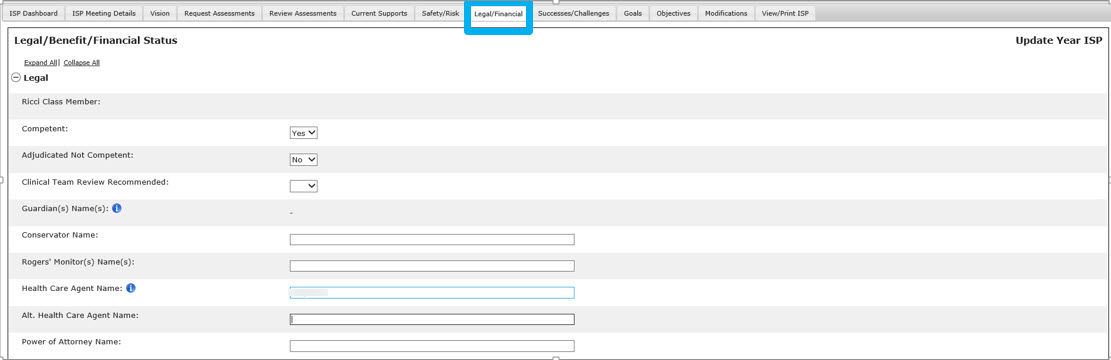 ISP Dashboard ISP Meeting Details Vision Request Assessments Review Assessments Current Supports Safety/Risk Legal/Financial Successes/Challenges Goals Objectives Modifications View/Print ISP
Legal/Benefit/Financial Status Update Year ISP
Expand All| Collapse All
Legal
Ricci Class Member:
Competent: Yes
Adjudicated Not Competent: No
Clinical Team Review Recommended:
Guardian(s) Name(s): -
Conservator Name:
Rogers' Monitor(s) Name(s):
Health Care Agent Name:
Alt. Health Care Agent Name:
Power of Attorney Name: